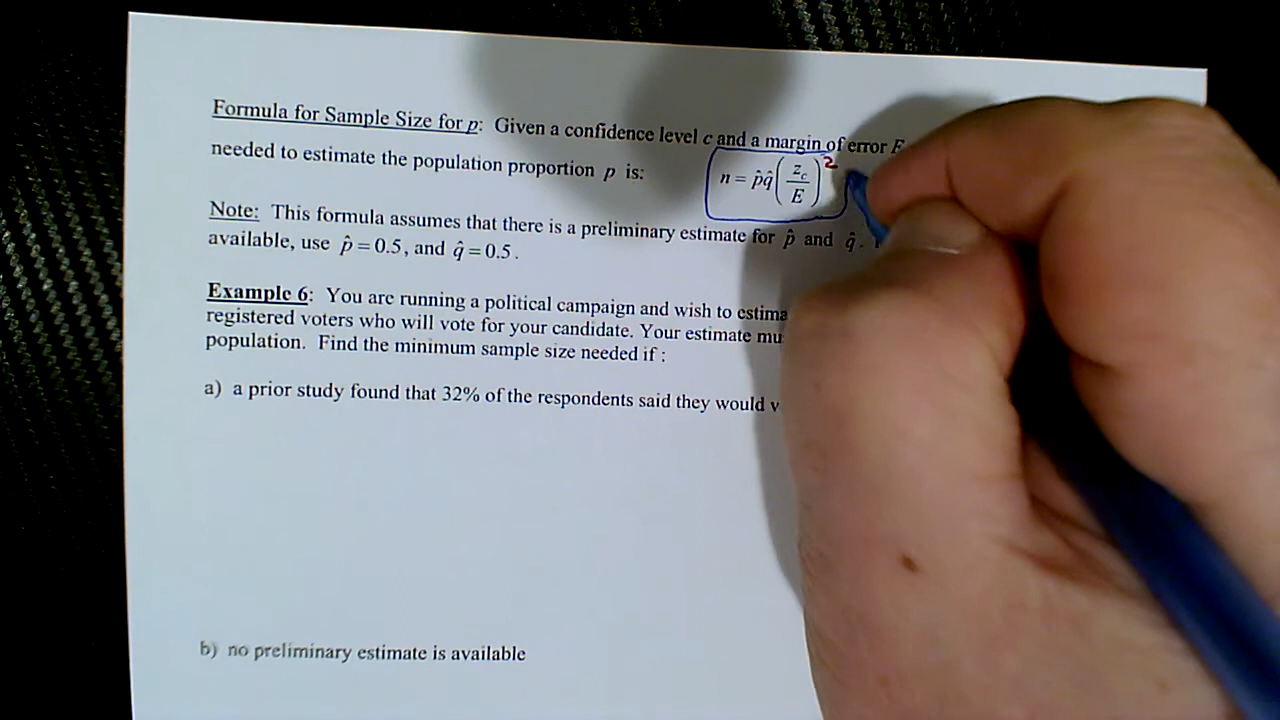 Formula for Sample Size for p: Given a confidence level c and a margin of error E
needed to estimate the population proportion p is: n = p̂q̂(z_c/E)²
Note: This formula assumes that there is a preliminary estimate for p̂ and q̂.
available, use p̂ = 0.5, and q̂ = 0.5.
Example 6: You are running a political campaign and wish to estima
registered voters who will vote for your candidate. Your estimate mu
population. Find the minimum sample size needed if :
a) a prior study found that 32% of the respondents said they would v
b) no preliminary estimate is available